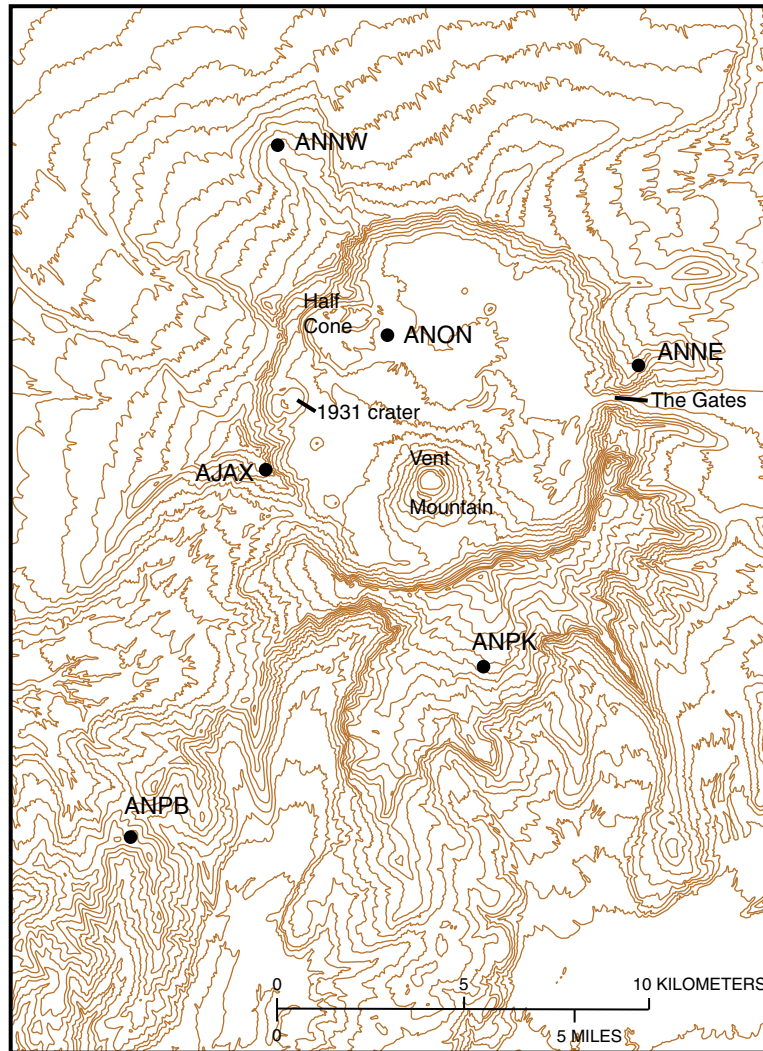 ANNW
Half
Cone
ANON
ANNE
The Gates
1931 crater
Vent
AJAX
Mountain
ANPK
ANPB
0 5 10 KILOMETERS
0 5 MILES